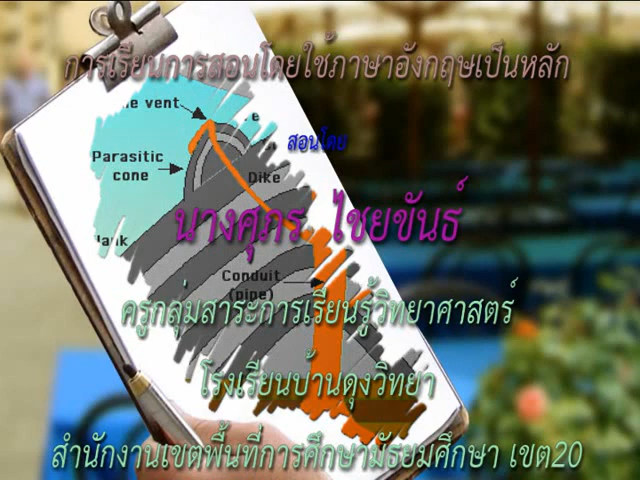 การเรียนการสอนโดยใช้ภาษาอังกฤษเป็นหลัก
vent
สอนโดย
Parasitic
cone
Dike
นางศุภร ไชยขันธ์
Conduit
(pipe)
ครูกลุ่มสาระการเรียนรู้วิทยาศาสตร์
โรงเรียนบ้านดุงวิทยา
สำนักงานเขตพื้นที่การศึกษามัธยมศึกษา เขต20